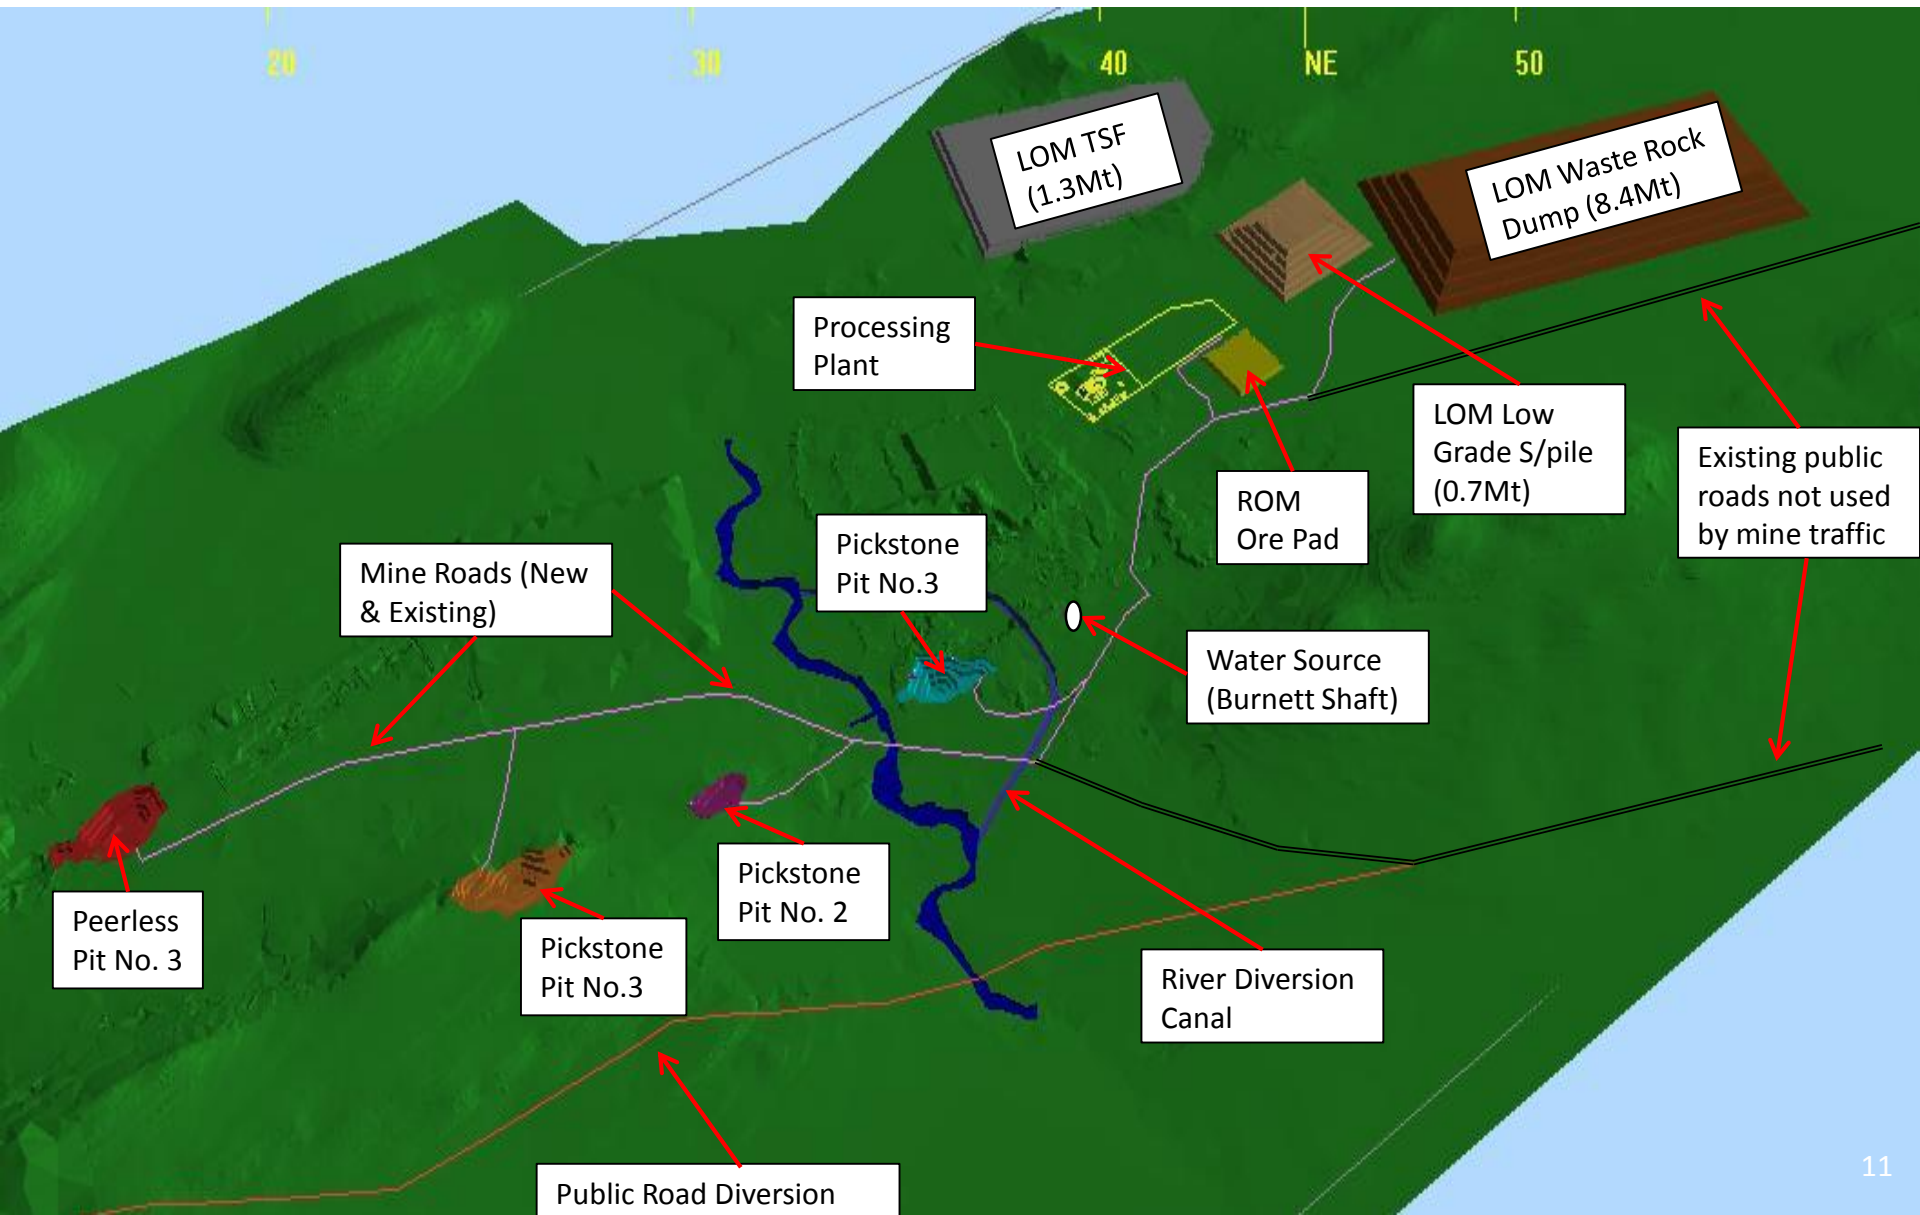 20
30
40
NE
50
LOM TSF
(1.3Mt)
LOM Waste Rock
Dump (8.4Mt)
Processing
Plant
LOM Low
Grade S/pile
(0.7Mt)
Existing public
roads not used
by mine traffic
ROM
Ore Pad
Pickstone
Pit No.3
Mine Roads (New
& Existing)
Water Source
(Burnett Shaft)
Pickstone
Pit No. 2
Peerless
Pit No. 3
Pickstone
Pit No.3
River Diversion
Canal
Public Road Diversion
11